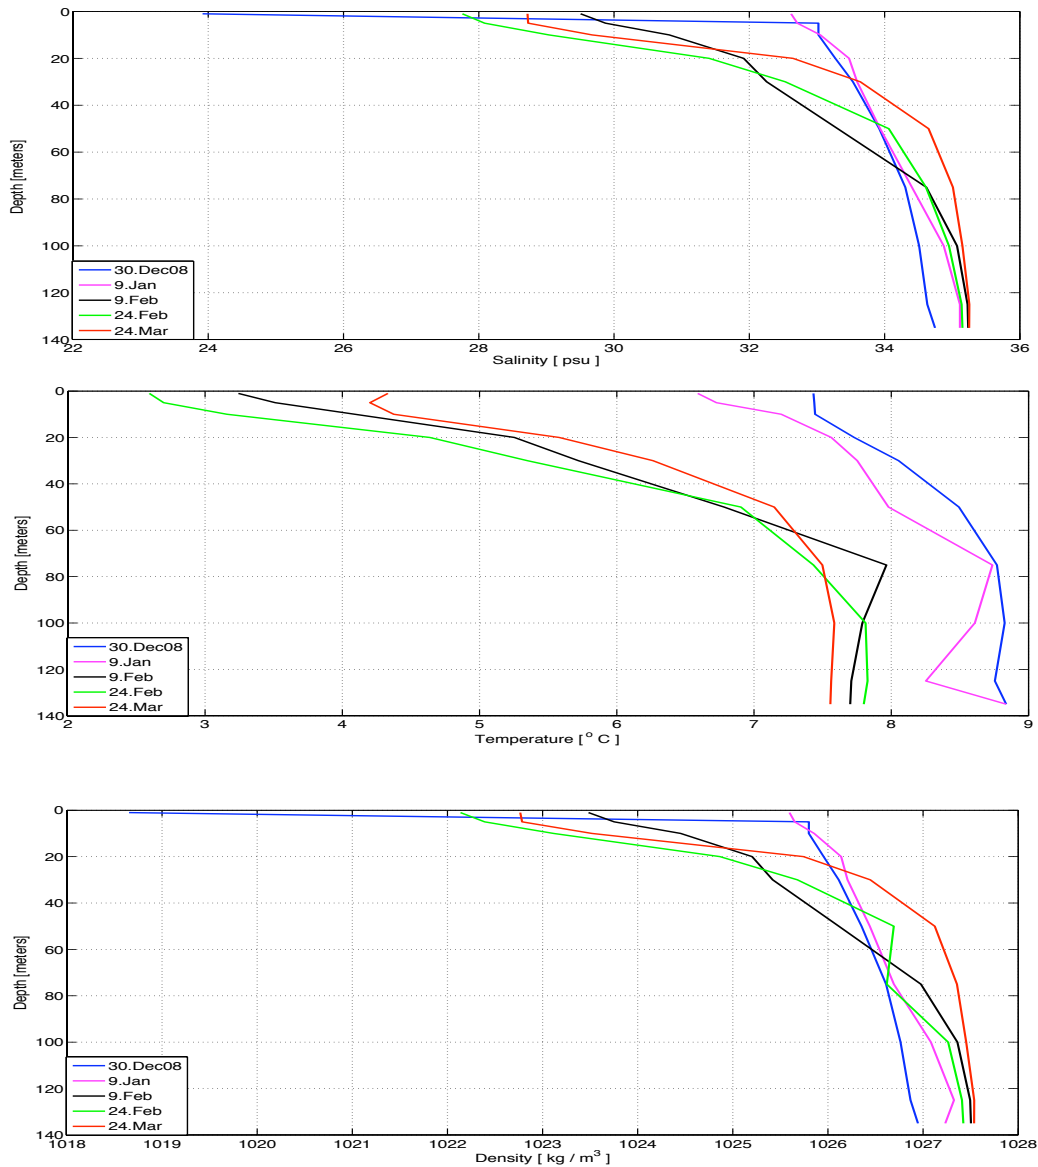 0
20
40
60
80
100
120
140
Depth [meters]
30.Dec08
9.Jan
9.Feb
24.Feb
24.Mar
22 24 26 28 30 32 34 36
Salinity [ psu ]
0
20
40
60
80
100
120
140
Depth [meters]
30.Dec08
9.Jan
9.Feb
24.Feb
24.Mar
2 3 4 5 6 7 8 9
Temperature [ o C ]
0
20
40
60
80
100
120
140
Depth [meters]
30.Dec08
9.Jan
9.Feb
24.Feb
24.Mar
1018 1019 1020 1021 1022 1023 1024 1025 1026 1027 1028
Density [ kg / m3 ]